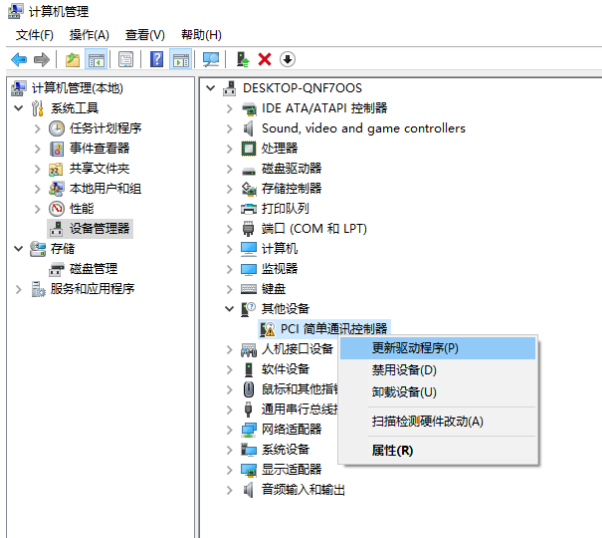 计算机管理
文件(F) 操作(A) 查看(V) 帮助(H)
计算机管理(本地)
系统工具
任务计划程序
事件查看器
共享文件夹
本地用户和组
性能
设备管理器
存储
磁盘管理
服务和应用程序
DESKTOP-QNF7OOS
IDE ATA/ATAPI 控制器
Sound, video and game controllers
处理器
磁盘驱动器
存储控制器
打印队列
端口 (COM 和 LPT)
计算机
监视器
键盘
其他设备
PCI 简单通讯控制器
人机接口设备
软件设备
鼠标和其他指
通用串行总线
网络适配器
系统设备
显示适配器
音频输入和输出
更新驱动程序(P)
禁用设备(D)
卸载设备(U)
扫描检测硬件改动(A)
属性(R)